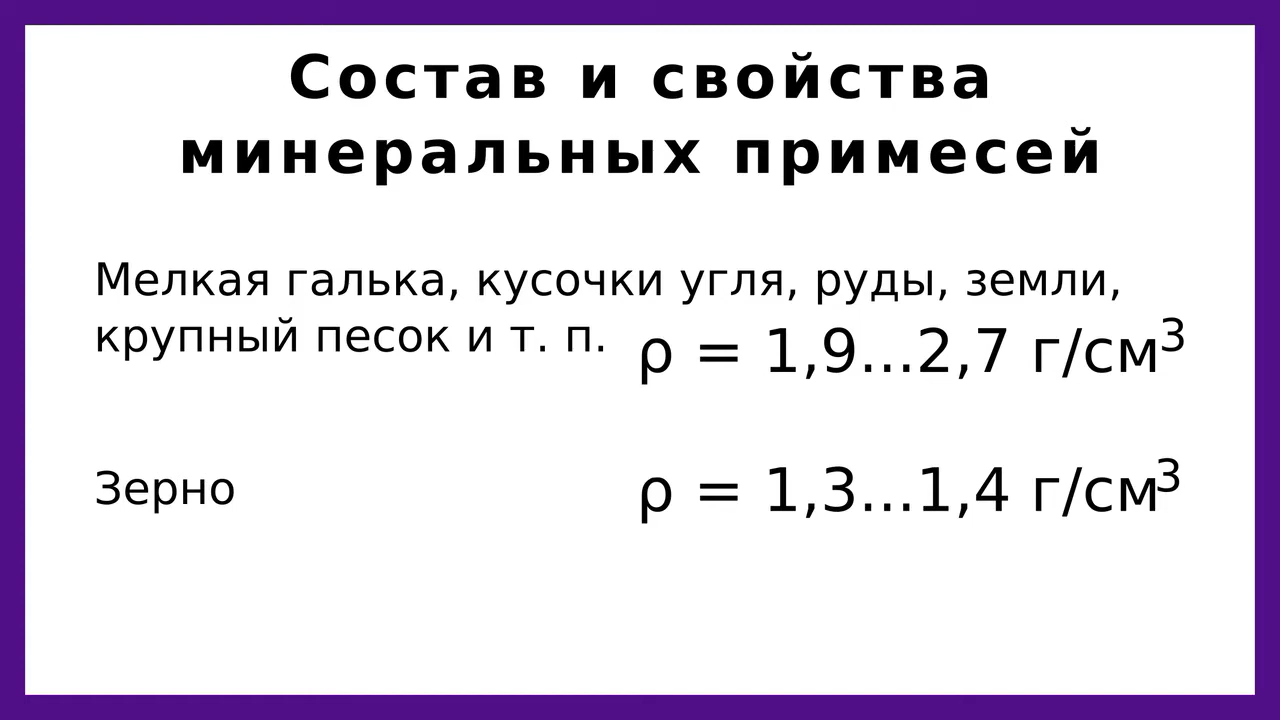 Состав и свойства
минеральных примесей
Мелкая галька, кусочки угля, руды, земли,
крупный песок и т. п.
ρ = 1,9...2,7 г/см³
Зерно
ρ = 1,3...1,4 г/см³